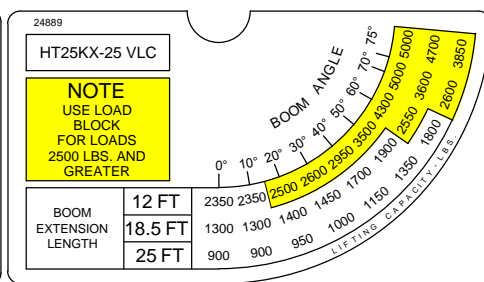 24889
HT25KX-25 VLC
NOTE
USE LOAD
BLOCK
FOR LOADS
2500 LBS. AND
GREATER
BOOM ANGLE
0° 10° 20° 30° 40° 50° 60° 70° 75°
BOOM
EXTENSION
LENGTH
12 FT 2350 2350 2500 2600 2950 3500 4300 5000 5000
18.5 FT 1300 1300 1400 1450 1700 1900 2550 3600 4700
25 FT 900 900 950 1000 1150 1350 1800 2600 3850
LIFTING CAPACITY-LBS.